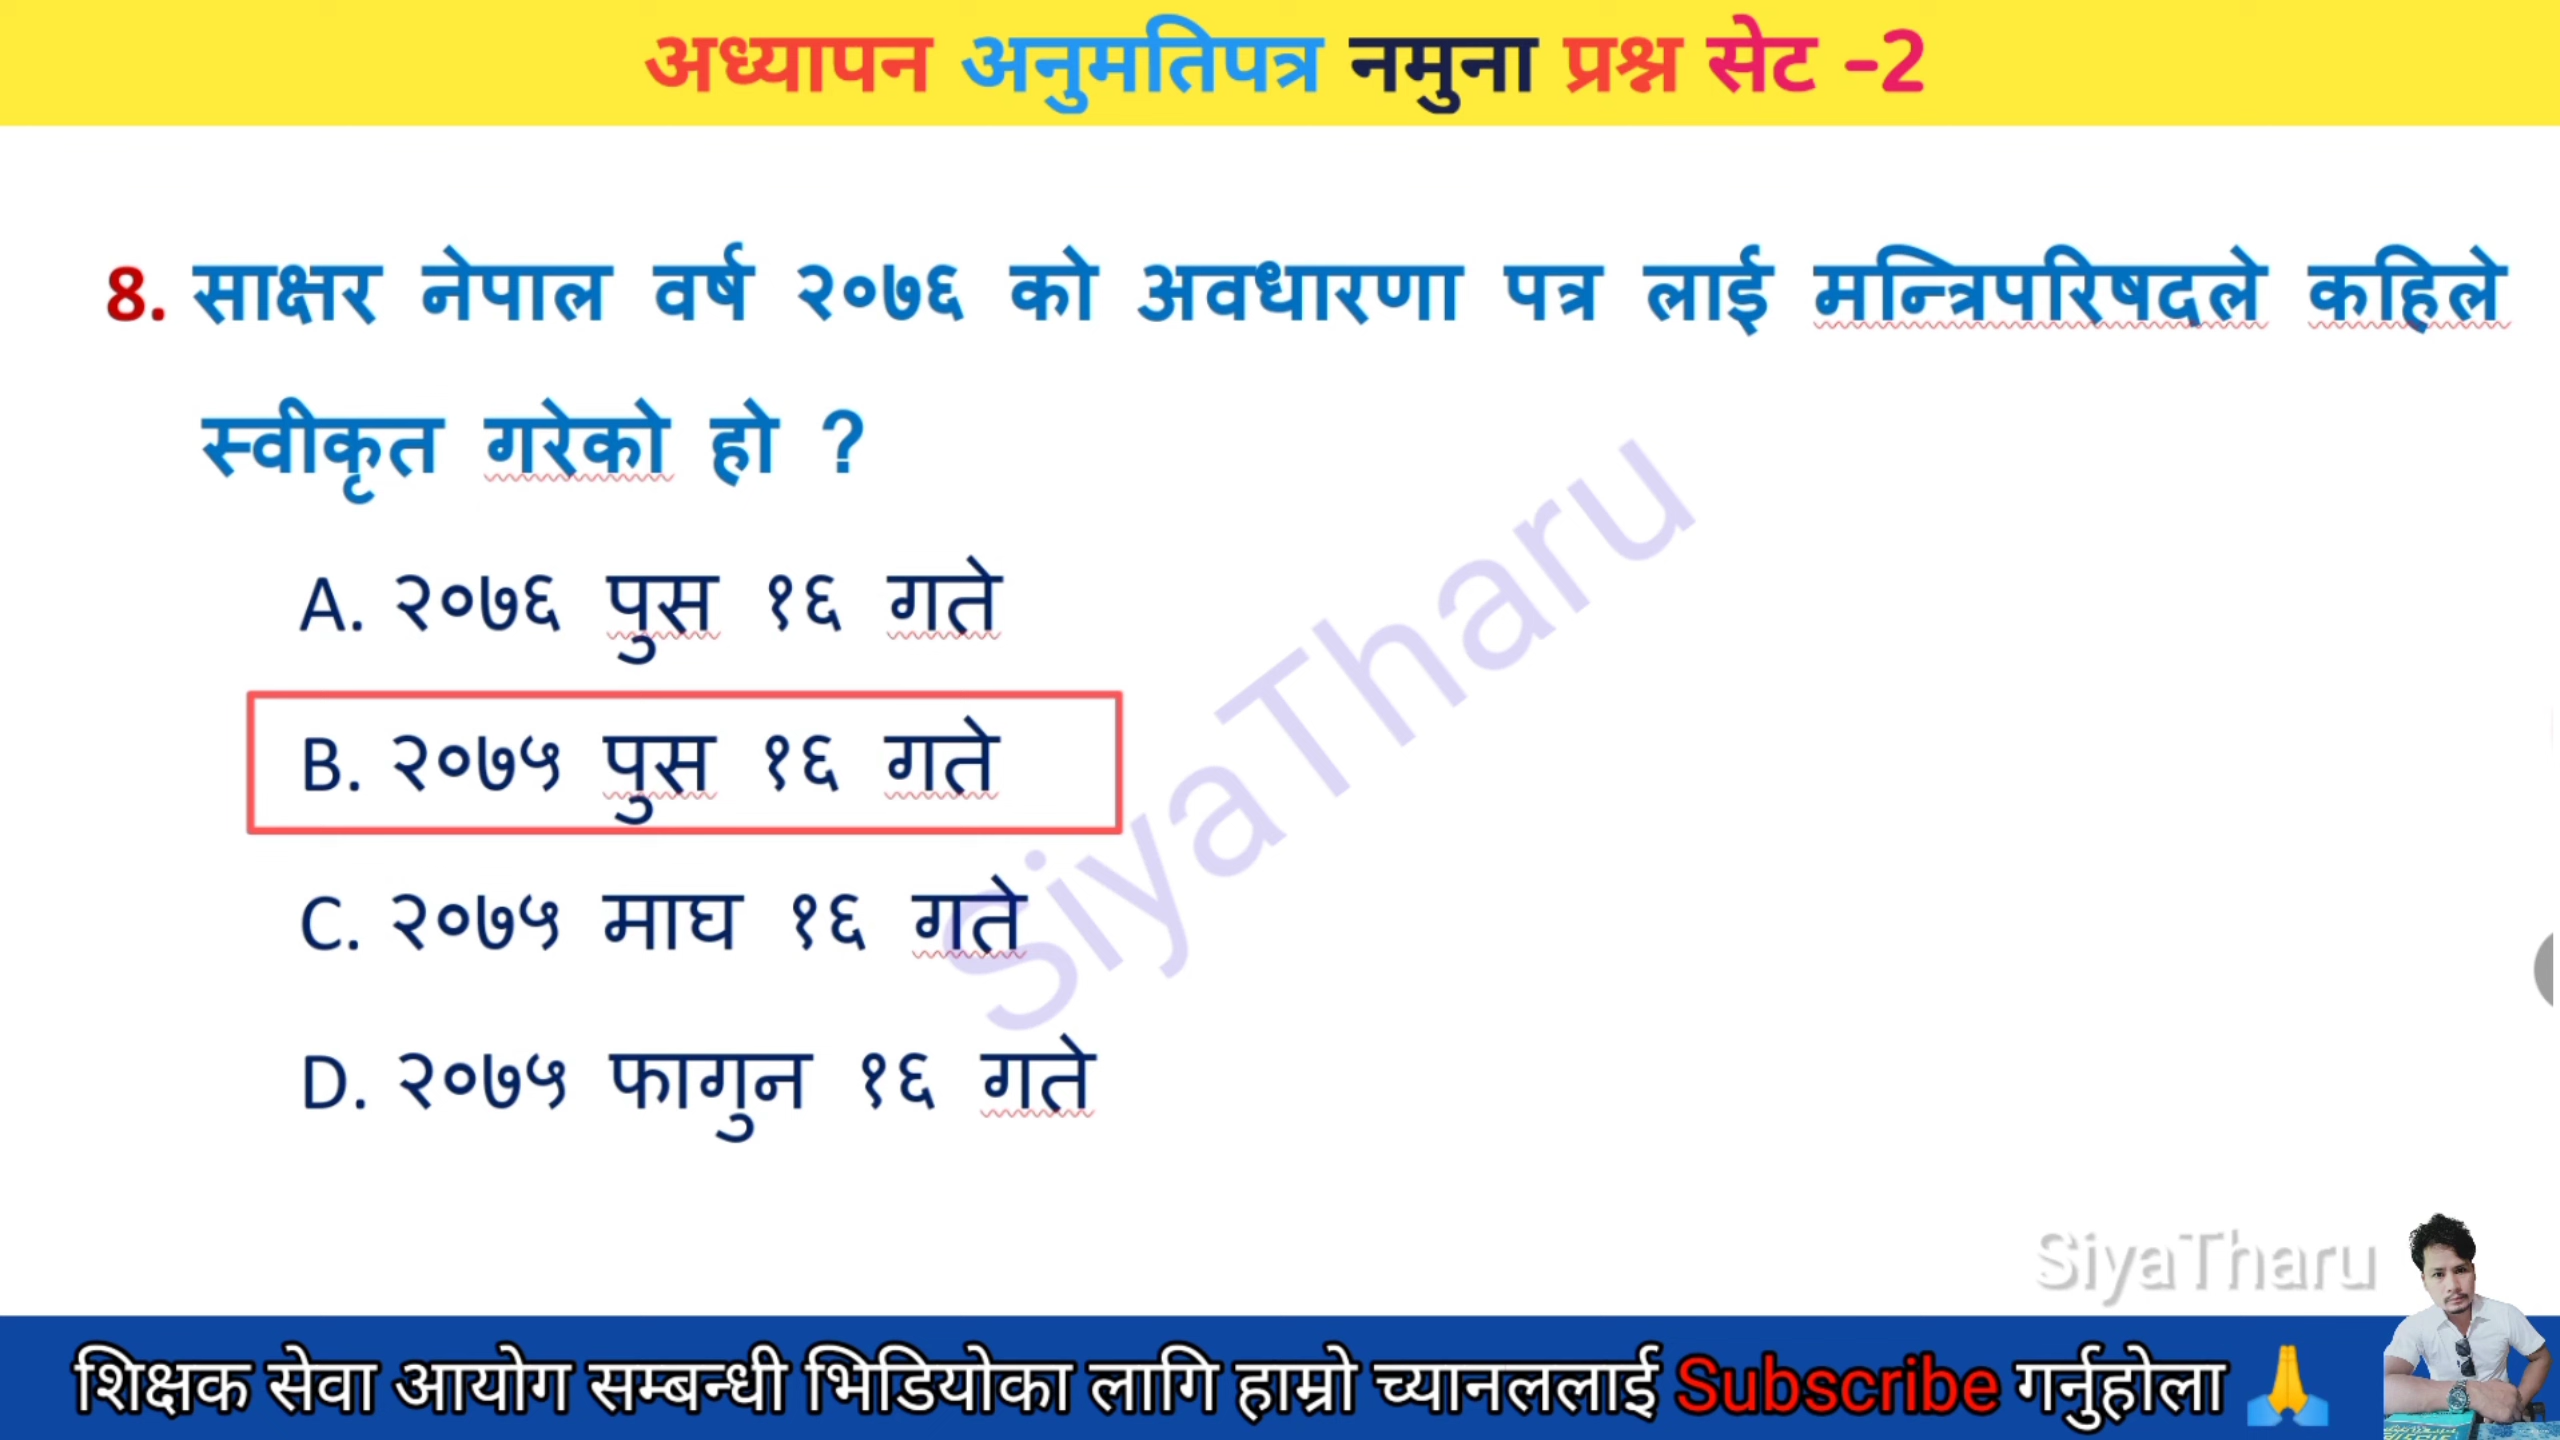 अध्यापन अनुमतिपत्र नमुना प्रश्न सेट -2
8. साक्षर नेपाल वर्ष २०७६ को अवधारणा पत्र लाई मन्त्रिपरिषदले कहिले
स्वीकृत गरेको हो ?
A. २०७६ पुस १६ गते
B. २०७५ पुस १६ गते
C. २०७५ माघ १६ गते
D. २०७५ फागुन १६ गते
SiyaTharu
SiyaTharu
शिक्षक सेवा आयोग सम्बन्धी भिडियोका लागि हाम्रो च्यानललाई Subscribe गर्नुहोला 🙏